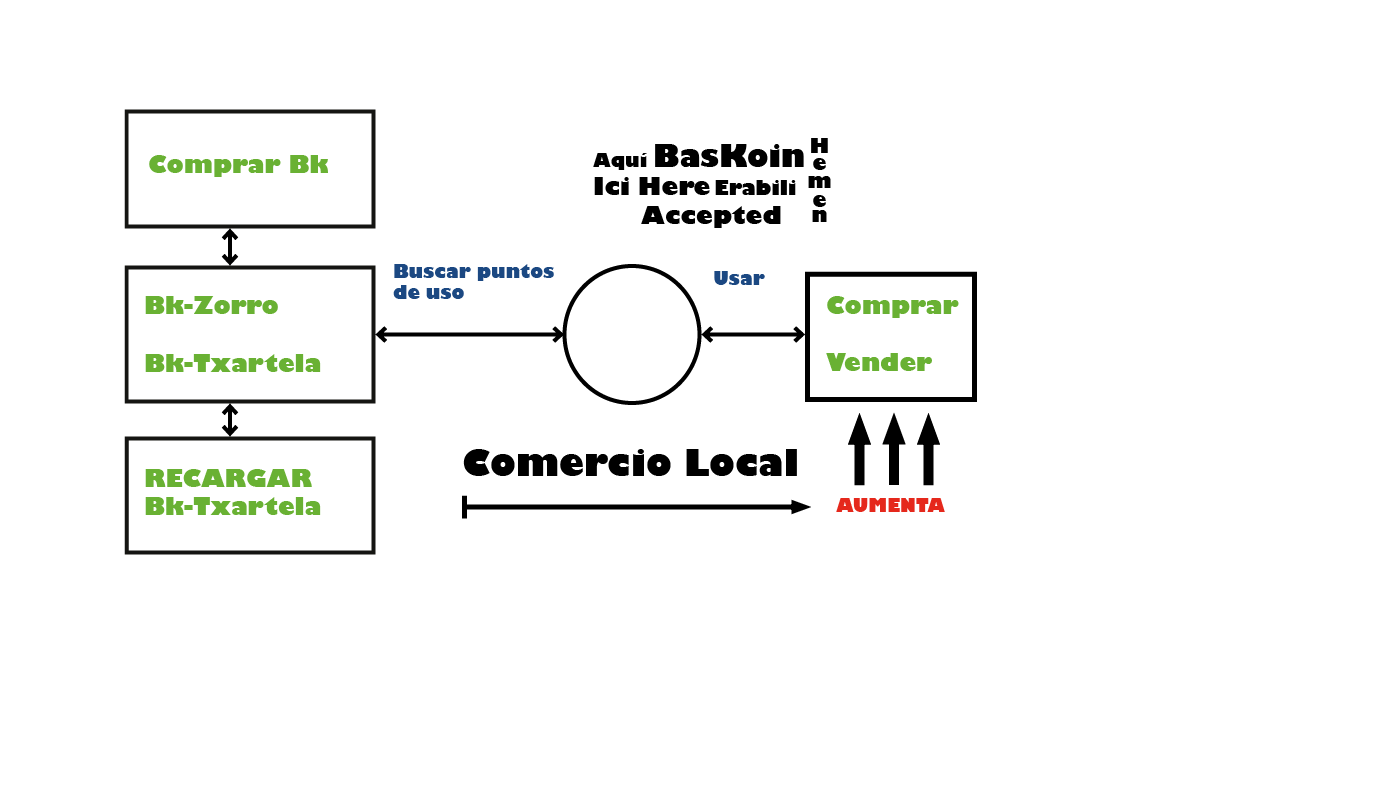 Comprar Bk
Bk-Zorro
Bk-Txartela
RECARGAR
Bk-Txartela
Buscar puntos
de uso
Aquí BasKoin
Ici Here Erabili
Accepted
Hemen
Usar
Comprar
Vender
Comercio Local
AUMENTA